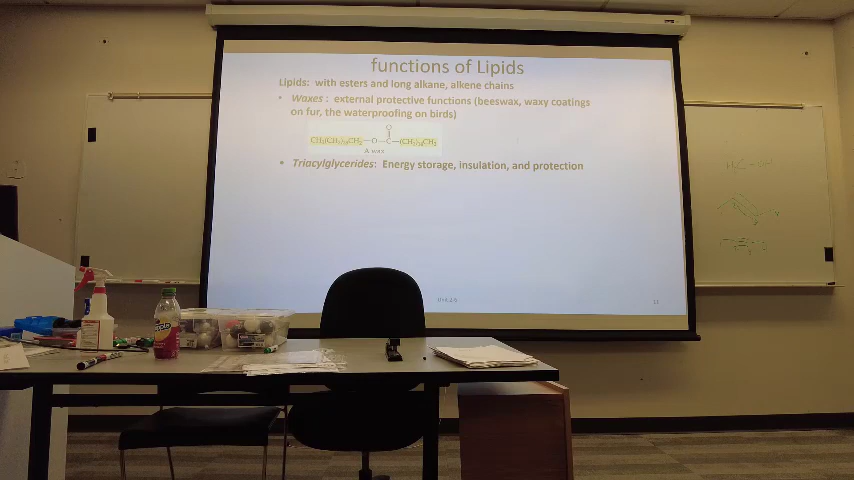 functions of Lipids
Lipids: with esters and long alkane, alkene chains
• Waxes : external protective functions (beeswax, waxy coatings
on fur, the waterproofing on birds)
O
A wax
• Triacylglycerides: Energy storage, insulation, and protection